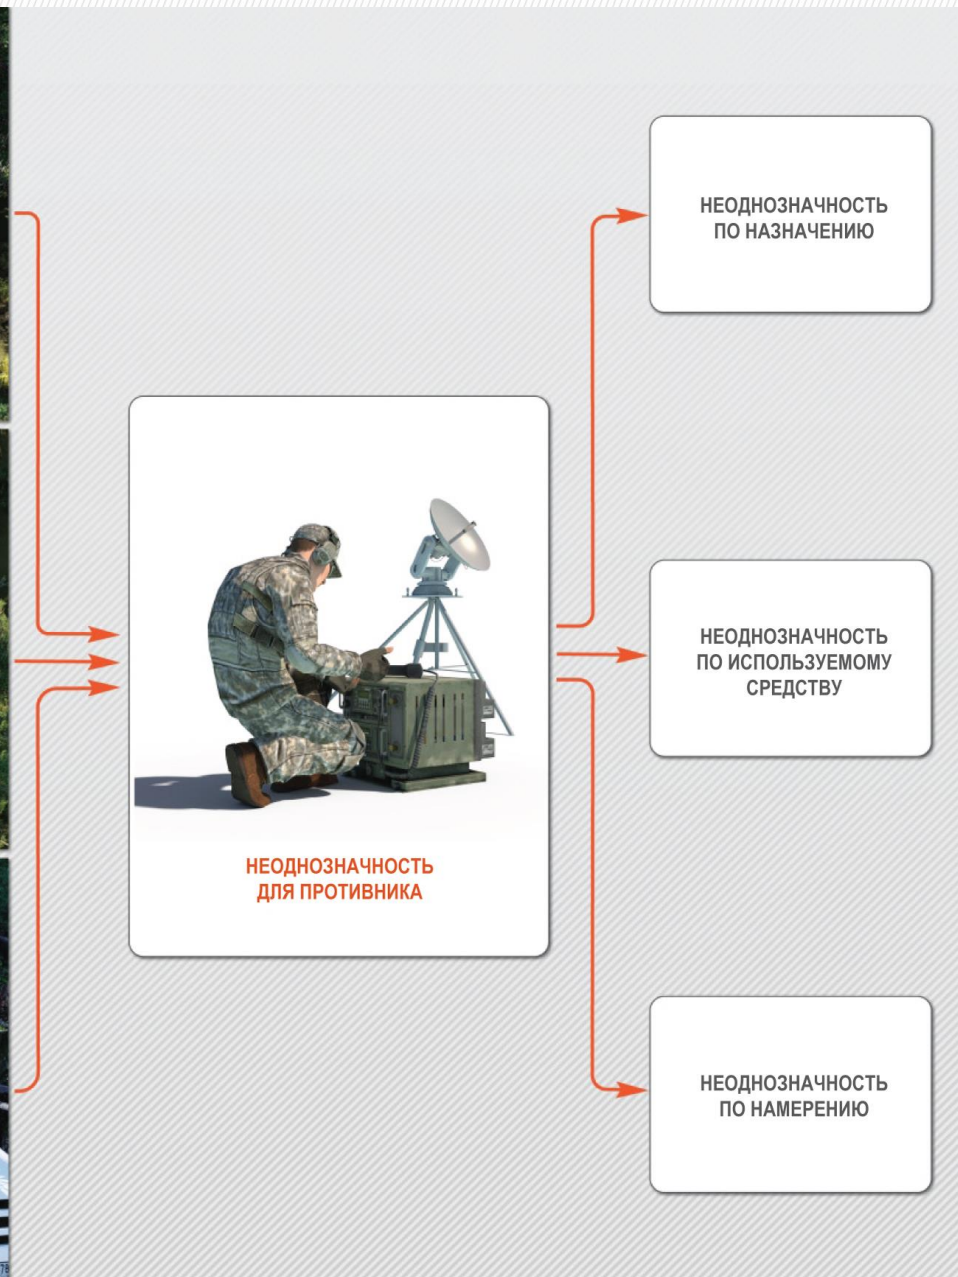 НЕОДНОЗНАЧНОСТЬ
ПО НАЗНАЧЕНИЮ
НЕОДНОЗНАЧНОСТЬ
ПО ИСПОЛЬЗУЕМОМУ
СРЕДСТВУ
НЕОДНОЗНАЧНОСТЬ
ДЛЯ ПРОТИВНИКА
НЕОДНОЗНАЧНОСТЬ
ПО НАМЕРЕНИЮ